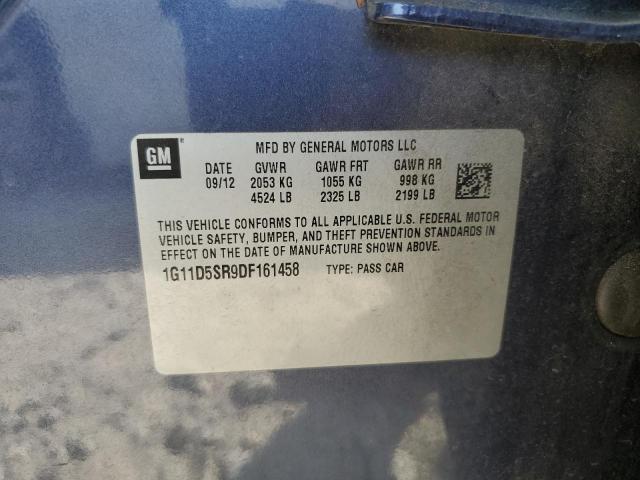 GM
MFD BY GENERAL MOTORS LLC
DATE GVWR GAWR FRT GAWR RR
09/12 2053 KG 1055 KG 998 KG
4524 LB 2325 LB 2199 LB
THIS VEHICLE CONFORMS TO ALL APPLICABLE U.S. FEDERAL MOTOR
VEHICLE SAFETY, BUMPER, AND THEFT PREVENTION STANDARDS IN
EFFECT ON THE DATE OF MANUFACTURE SHOWN ABOVE.
1G11D5SR9DF161458 TYPE: PASS CAR